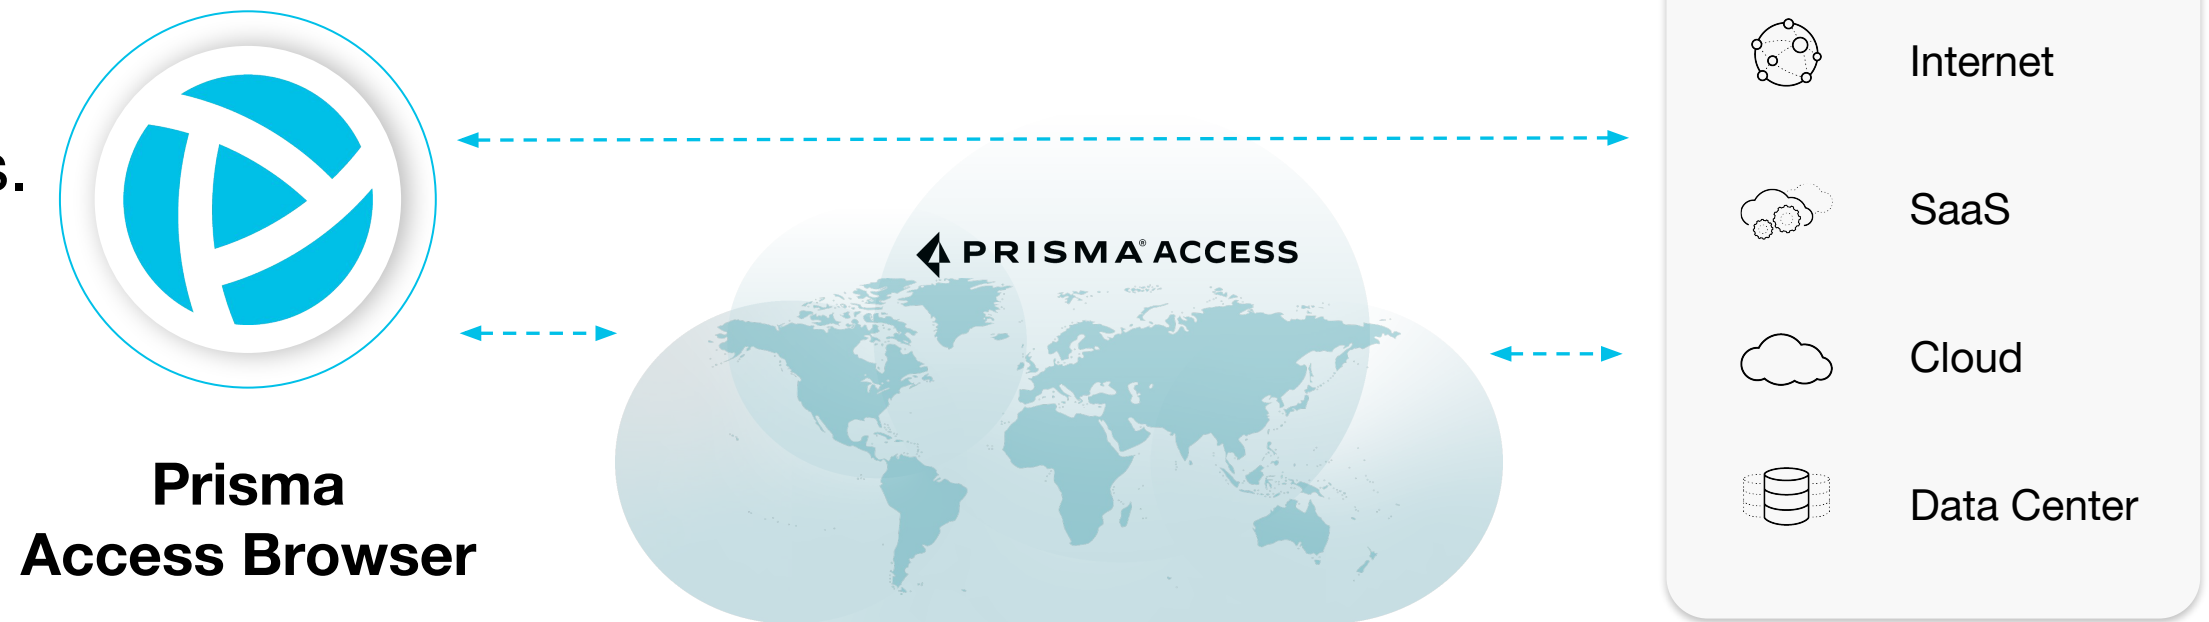 s.
Prisma
Access Browser
PRISMA® ACCESS
Internet
SaaS
Cloud
Data Center